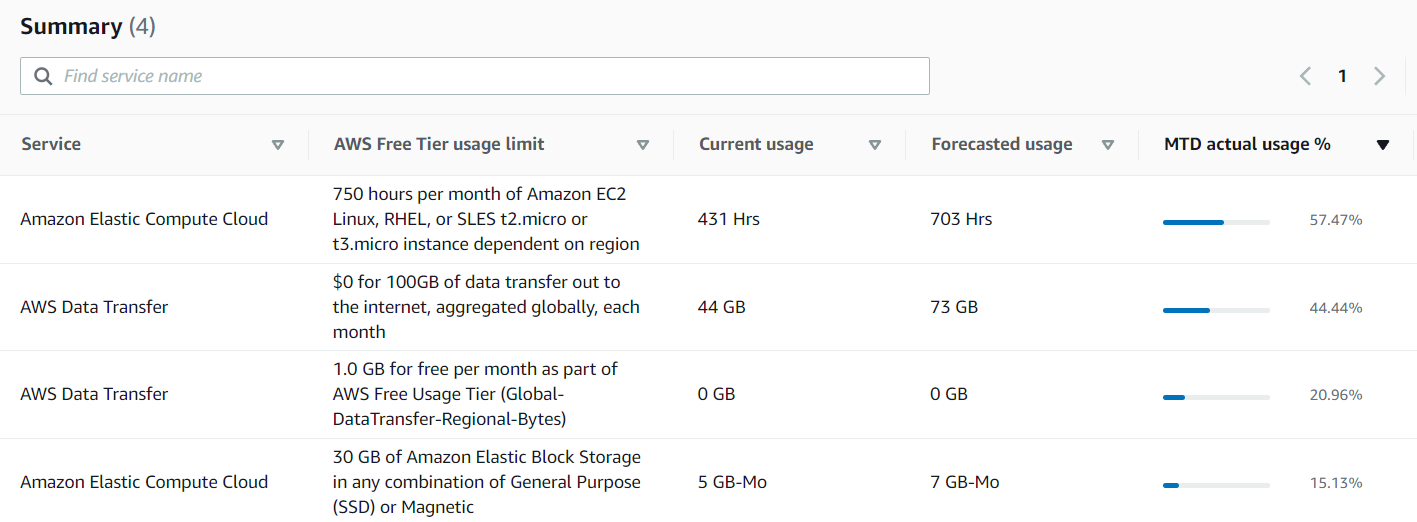 Summary (4)
Find service name
1
Service
AWS Free Tier usage limit
Current usage
Forecasted usage
MTD actual usage %
Amazon Elastic Compute Cloud
750 hours per month of Amazon EC2
Linux, RHEL, or SLES t2.micro or
t3.micro instance dependent on region
431 Hrs
703 Hrs
57.47%
AWS Data Transfer
$0 for 100GB of data transfer out to
the internet, aggregated globally, each
month
44 GB
73 GB
44.44%
AWS Data Transfer
1.0 GB for free per month as part of
AWS Free Usage Tier (Global-
DataTransfer-Regional-Bytes)
0 GB
0 GB
20.96%
Amazon Elastic Compute Cloud
30 GB of Amazon Elastic Block Storage
in any combination of General Purpose
(SSD) or Magnetic
5 GB-Mo
7 GB-Mo
15.13%